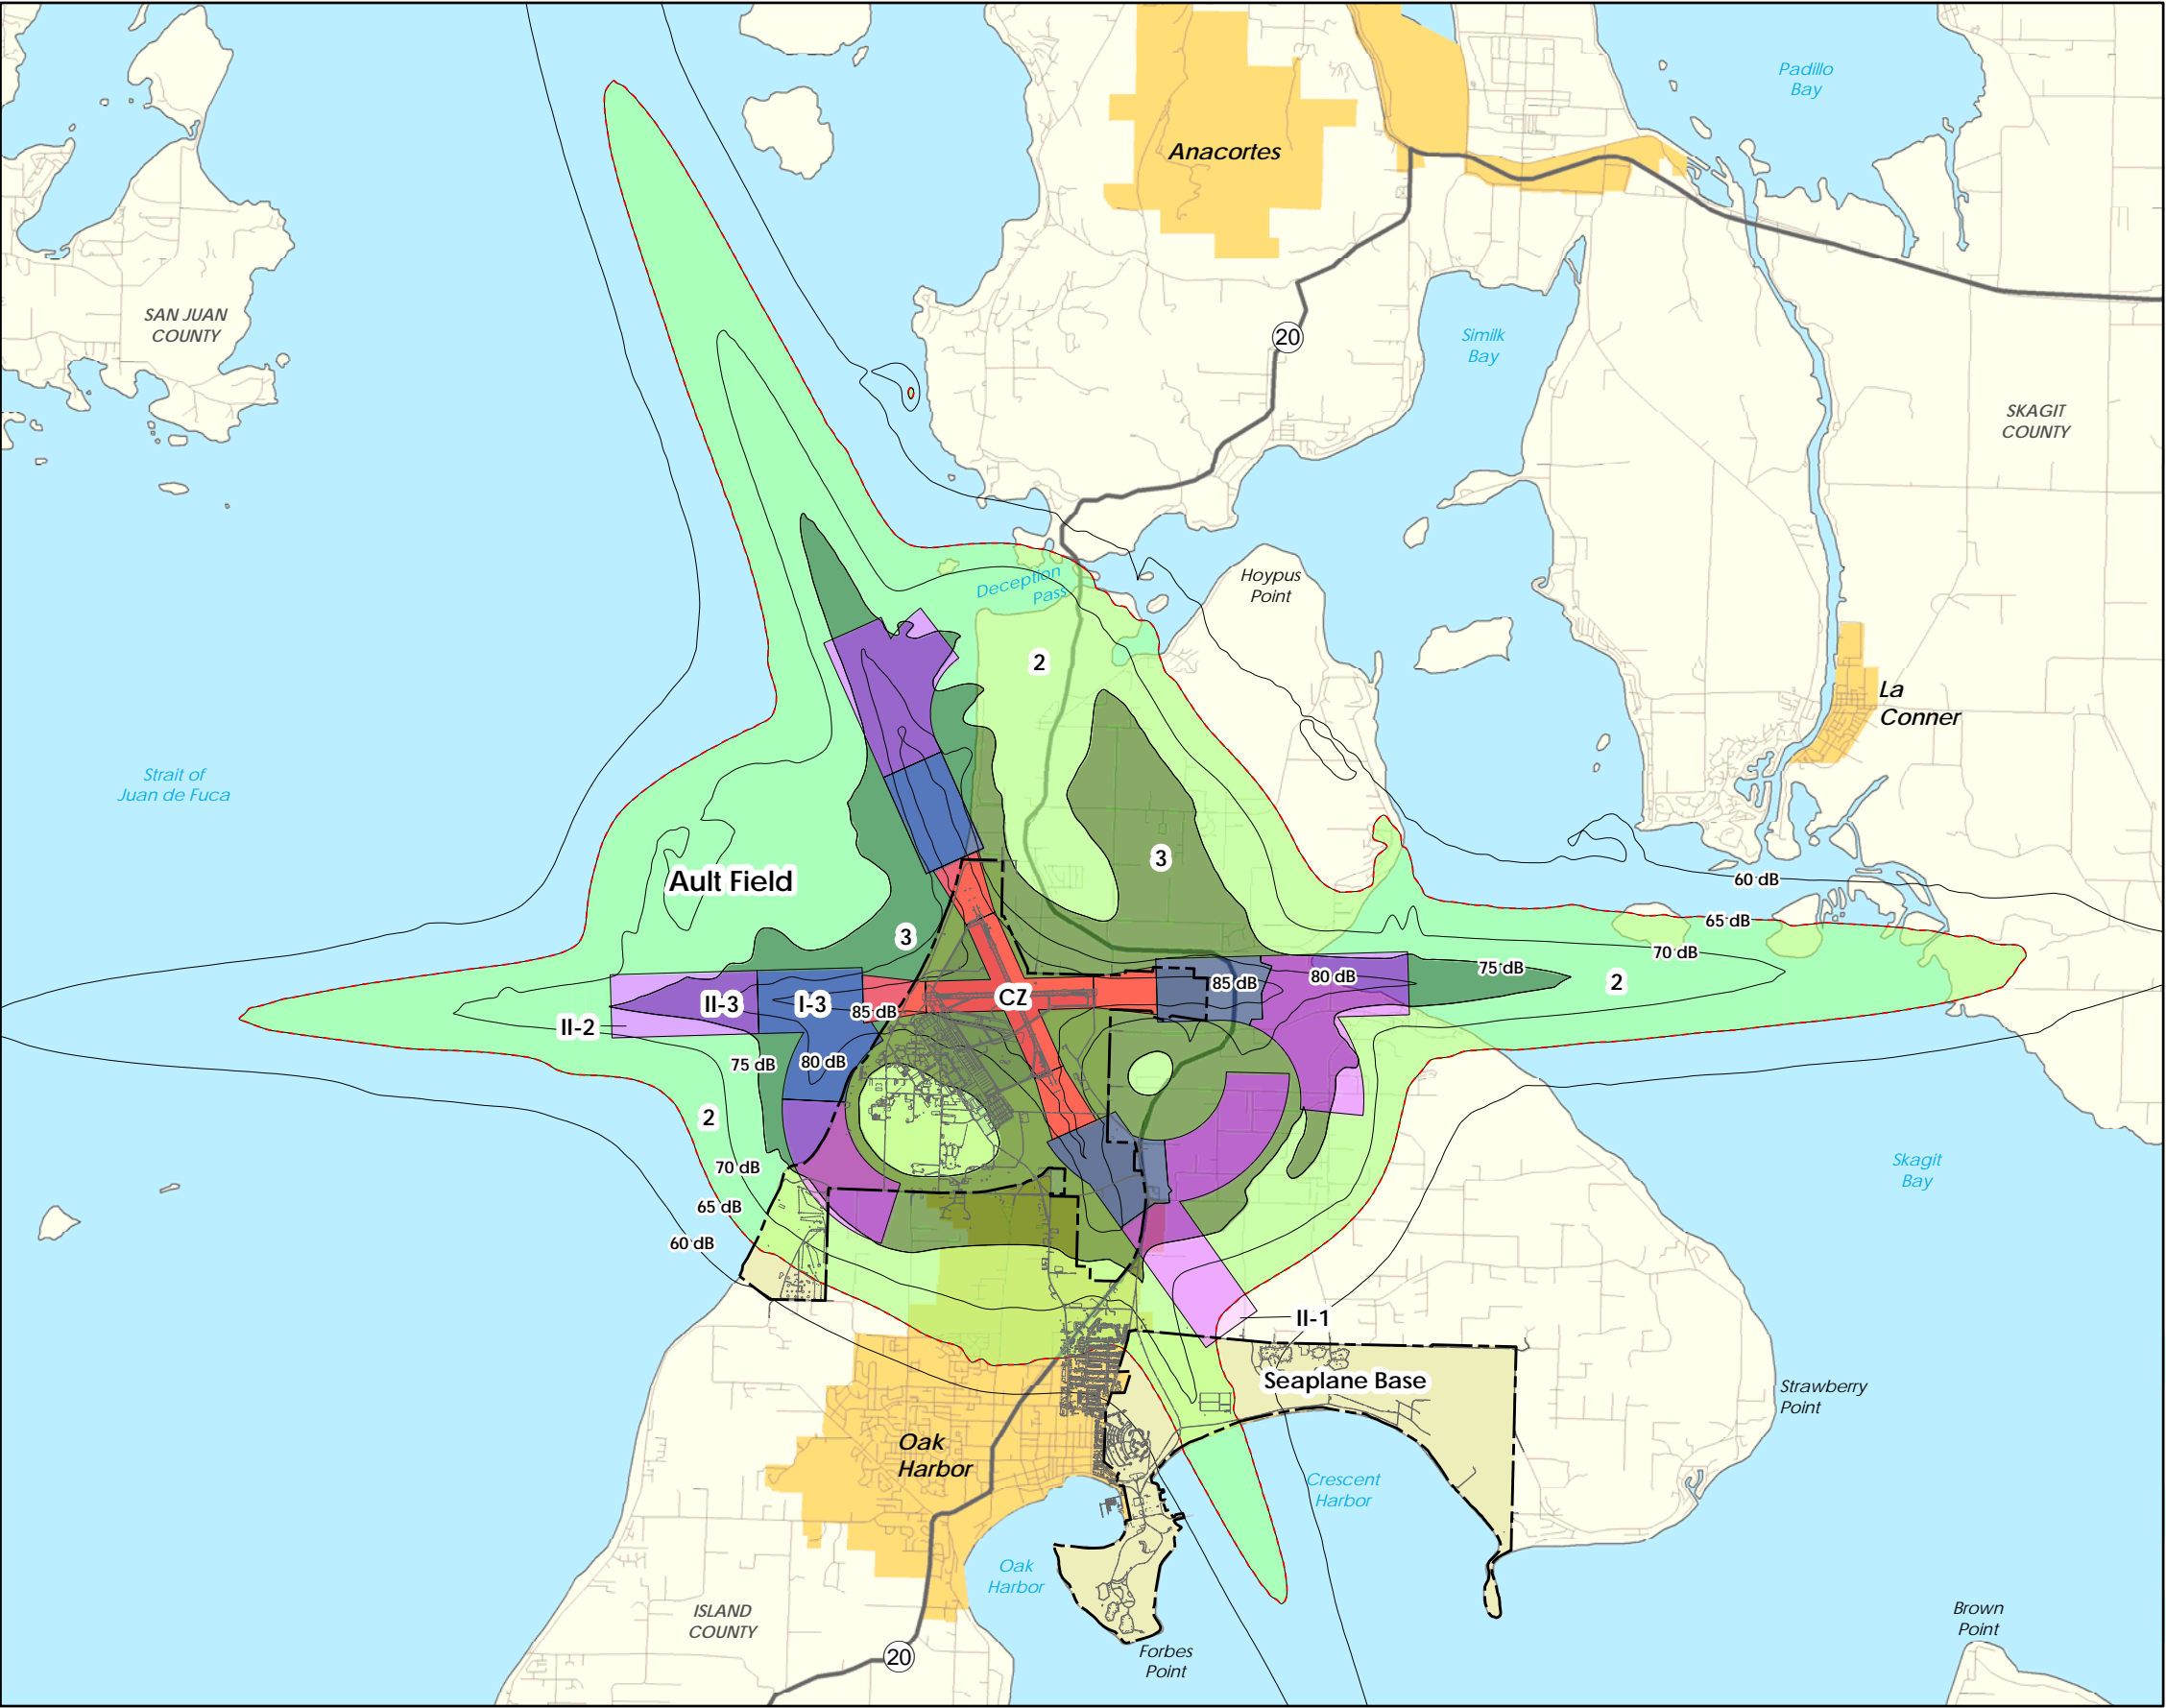 Padillo
Bay
Anacortes
SAN JUAN
COUNTY
20
Similk
Bay
SKAGIT
COUNTY
Deception
Pass
Hoypus
Point
2
La
Conner
Strait of
Juan de Fuca
3
Ault Field
60 dB
65 dB
3
70 dB
75 dB
80 dB
85 dB
2
CZ
II-3
I-3
85 dB
II-2
75 dB
80 dB
2
70 dB
65 dB
60 dB
Skagit
Bay
II-1
Seaplane Base
Strawberry
Point
Oak
Harbor
Crescent
Harbor
Oak
Harbor
ISLAND
COUNTY
20
Forbes
Point
Brown
Point